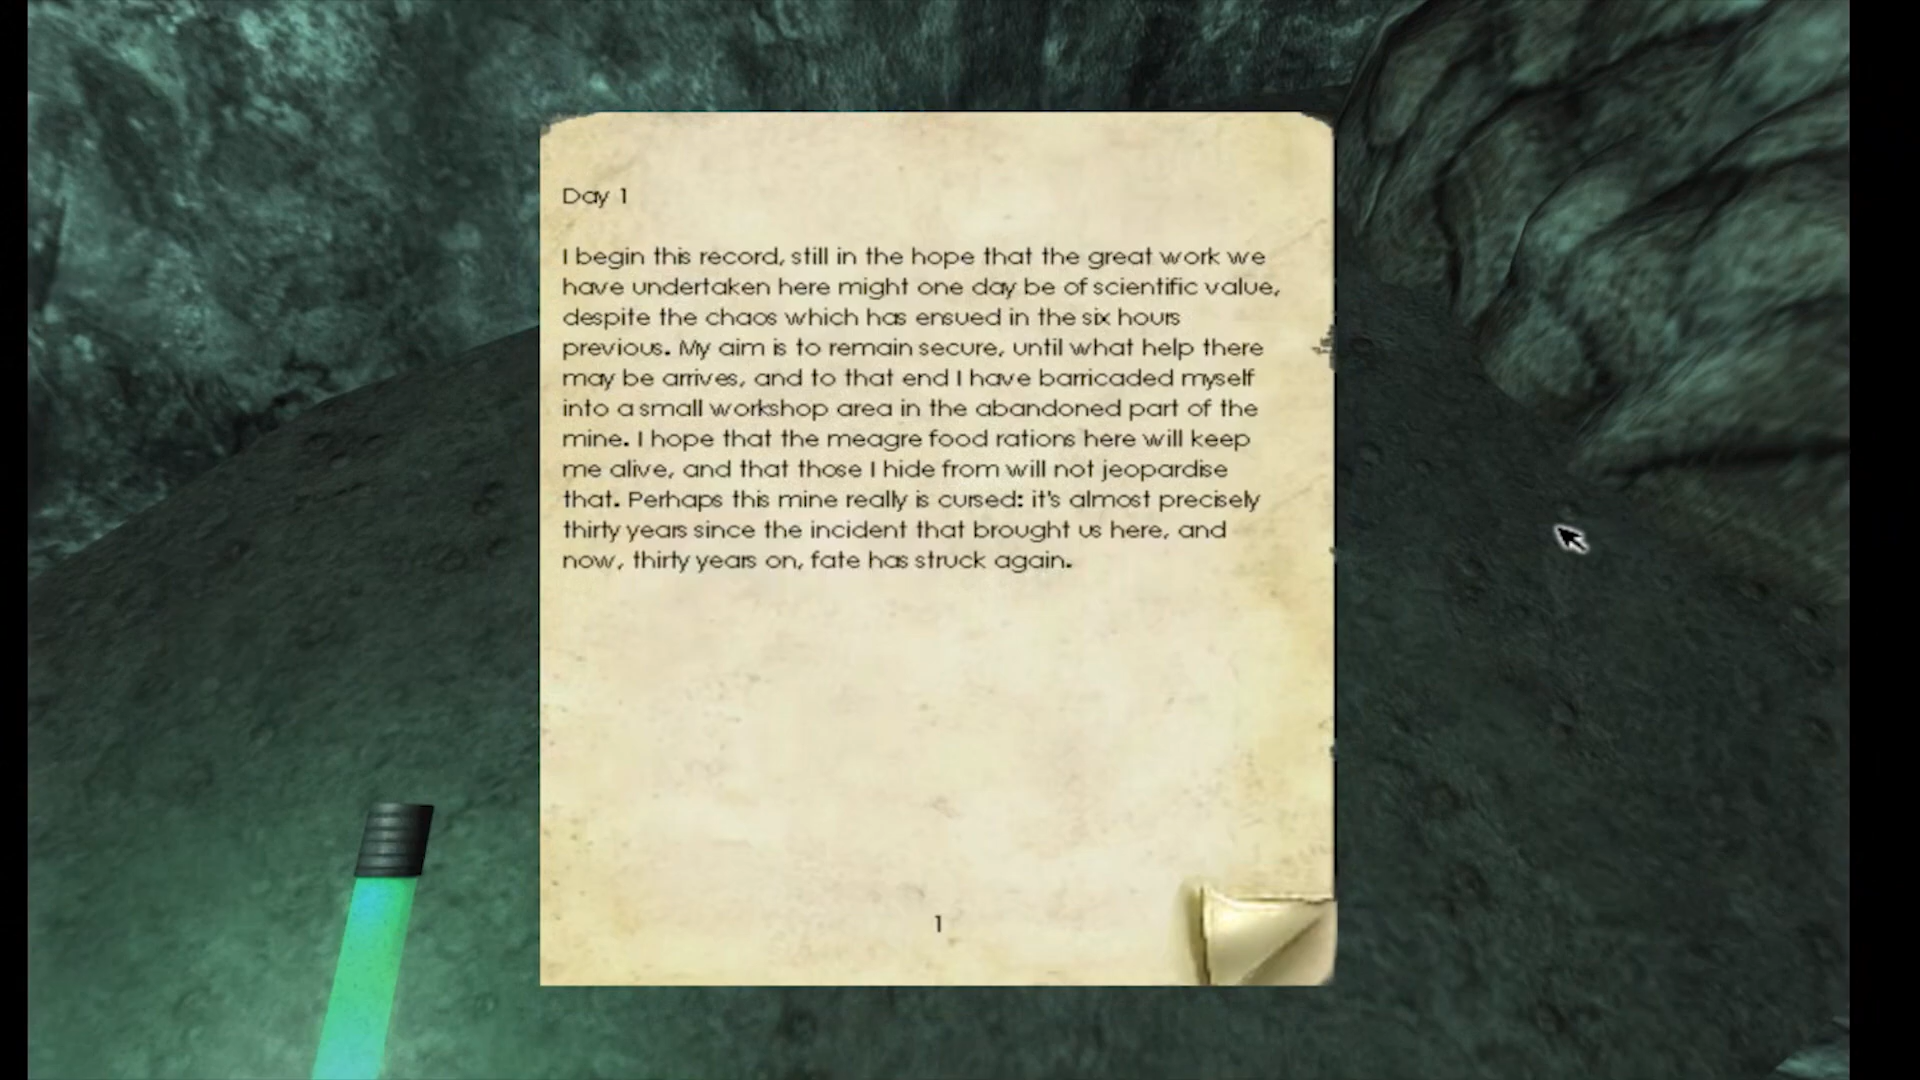 Day 1
I begin this record, still in the hope that the great work we
have undertaken here might one day be of scientific value,
despite the chaos which has ensued in the six hours
previous. My aim is to remain secure, until what help there
may be arrives, and to that end I have barricaded myself
into a small workshop area in the abandoned part of the
mine. I hope that the meagre food rations here will keep
me alive, and that those I hide from will not jeopardise
that. Perhaps this mine really is cursed: it's almost precisely
thirty years since the incident that brought us here, and
now, thirty years on, fate has struck again.
1